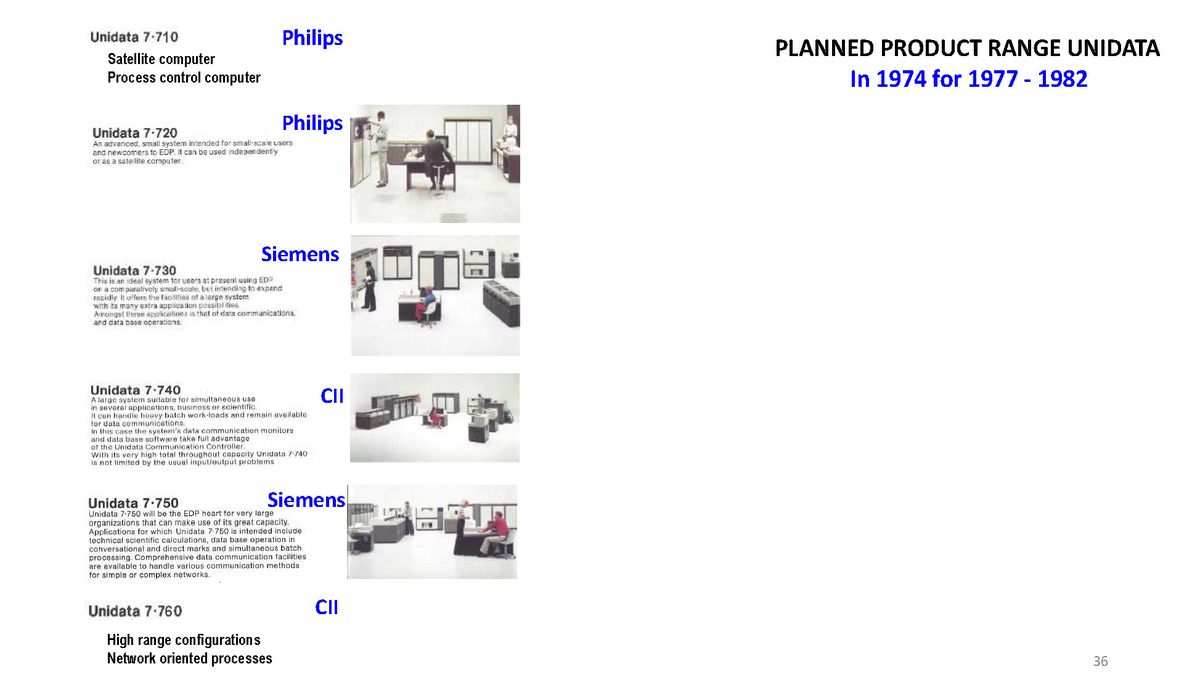 Unidata 7·710
Philips
Satellite computer
Process control computer
PLANNED PRODUCT RANGE UNIDATA
In 1974 for 1977 - 1982
Philips
Unidata 7·720
An advanced, small system intended for small-scale users
and newcomers to EDP. It can be used independently
or as a satellite computer.
Siemens
Unidata 7·730
This is an ideal system for users at present using EDP
on a comparatively small-scale, but intending to expand
rapidly. It offers the facilities of a large system
with its many extra application possibilities.
Amongst these applications is that of data communications,
and data base operations.
Unidata 7·740
CII
A large system suitable for simultaneous use
in several applications, business or scientific.
It can handle heavy batch work-loads and remain available
for data communications.
In this case the system's data communication monitors
and data base software take full advantage
of the Unidata Communication Controller.
With its very high total throughout capacity Unidata 7·740
is not limited by the usual input/output problems
Unidata 7·750
Siemens
Unidata 7·750 will be the EDP heart for very large
organizations that can make use of its great capacity.
Applications for which Unidata 7·750 is intended include
technical scientific calculations, data base operation in
conversational and direct marks and simultaneous batch
processing. Comprehensive data communication facilities
are available to handle various communication methods
for simple or complex networks.
Unidata 7·760
CII
High range configurations
Network oriented processes
36